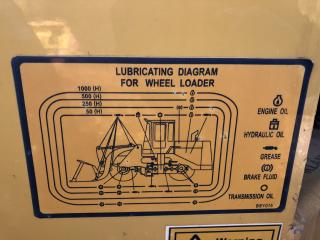 LUBRICATING DIAGRAM
FOR WHEEL LOADER
1000 (H)
500 (H)
250 (H)
50 (H)
ENGINE OIL
HYDRAULIC OIL
GREASE
BRAKE FLUID
TRANSMISSION OIL